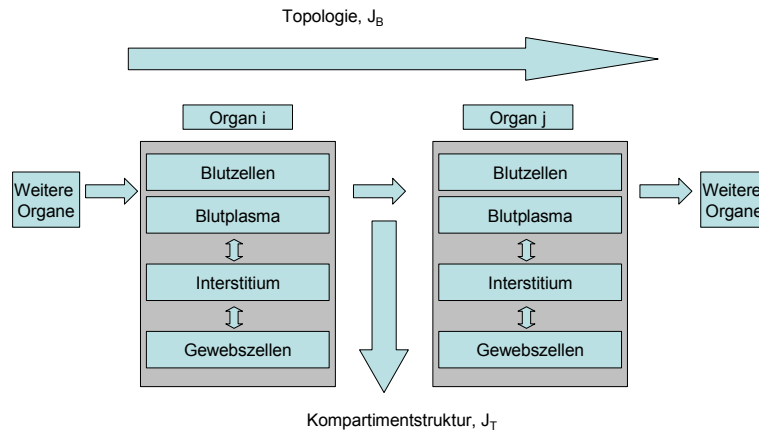 Topologie, J_B
Organ i
Organ j
Weitere
Organe
Blutzellen
Blutplasma
Interstitium
Gewebszellen
Blutzellen
Blutplasma
Interstitium
Gewebszellen
Weitere
Organe
Kompartimentstruktur, J_T